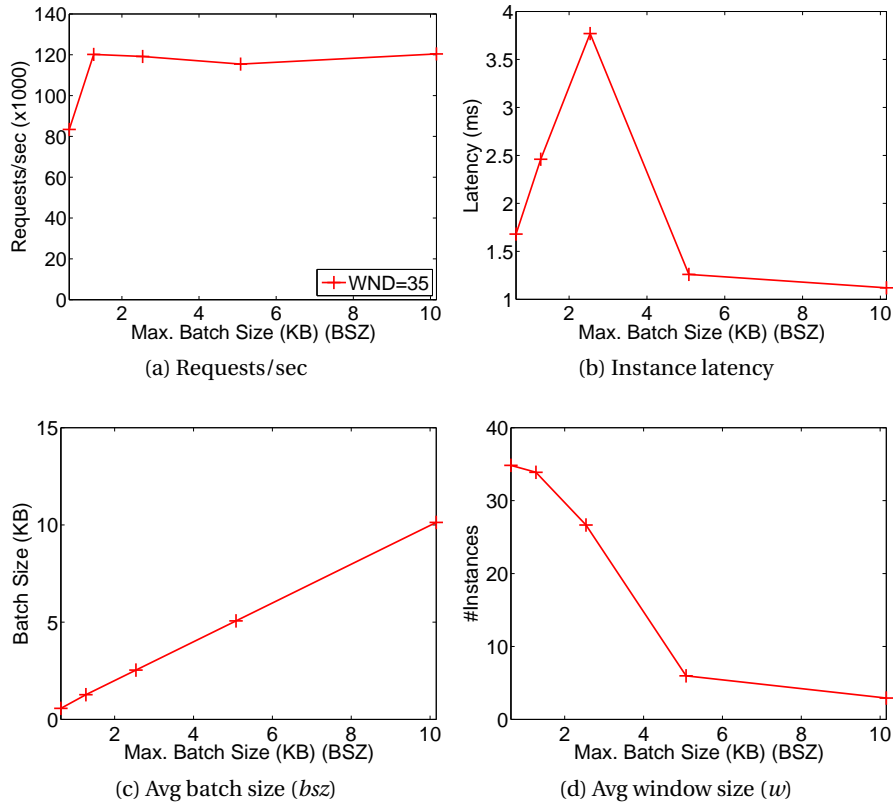 140
120
100
80
60
40
20
0
Requests/sec (x1000)
WND=35
2 4 6 8 10
Max. Batch Size (KB) (BSZ)
(a) Requests/sec
4
3.5
3
2.5
2
1.5
1
Latency (ms)
2 4 6 8 10
Max. Batch Size (KB) (BSZ)
(b) Instance latency
15
10
5
0
Batch Size (KB)
2 4 6 8 10
Max. Batch Size (KB) (BSZ)
(c) Avg batch size (bsz)
40
30
20
10
0
#Instances
2 4 6 8 10
Max. Batch Size (KB) (BSZ)
(d) Avg window size (w)